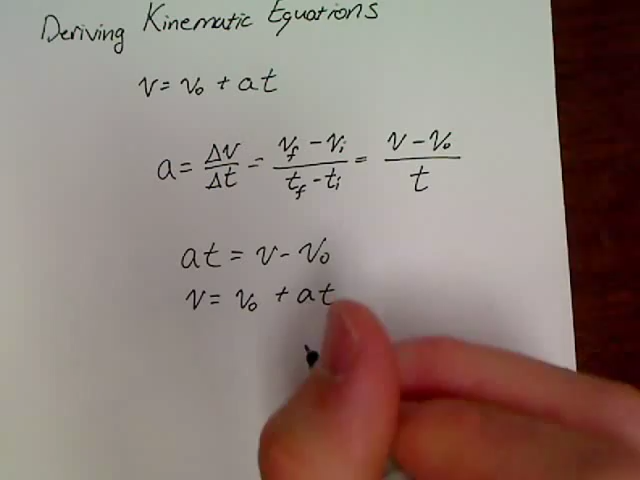 Deriving Kinematic Equations
v = v₀ + at
a = Δv/Δt = (v_f - v_i)/(t_f - t_i) = (v - v₀)/t
at = v - v₀
v = v₀ + at